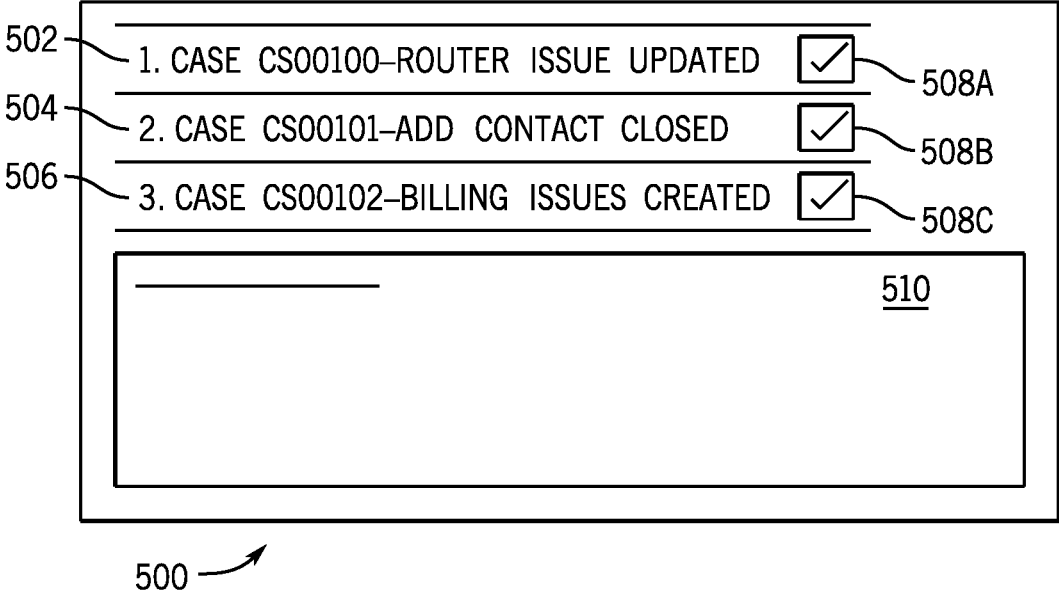 502
1. CASE CS00100–ROUTER ISSUE UPDATED
508A
504
2. CASE CS00101–ADD CONTACT CLOSED
508B
506
3. CASE CS00102–BILLING ISSUES CREATED
508C
510
500